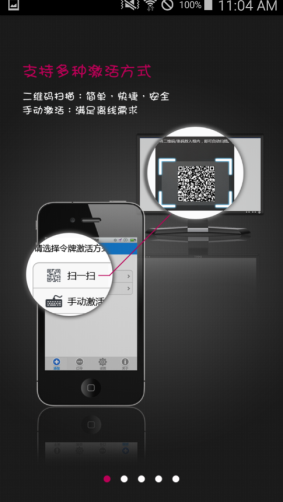 100% 11:04 AM
支持多种激活方式
二维码扫描：简单·快捷·安全
手动激活：满足离线需求
请选择令牌激活方式
扫一扫
手动激活